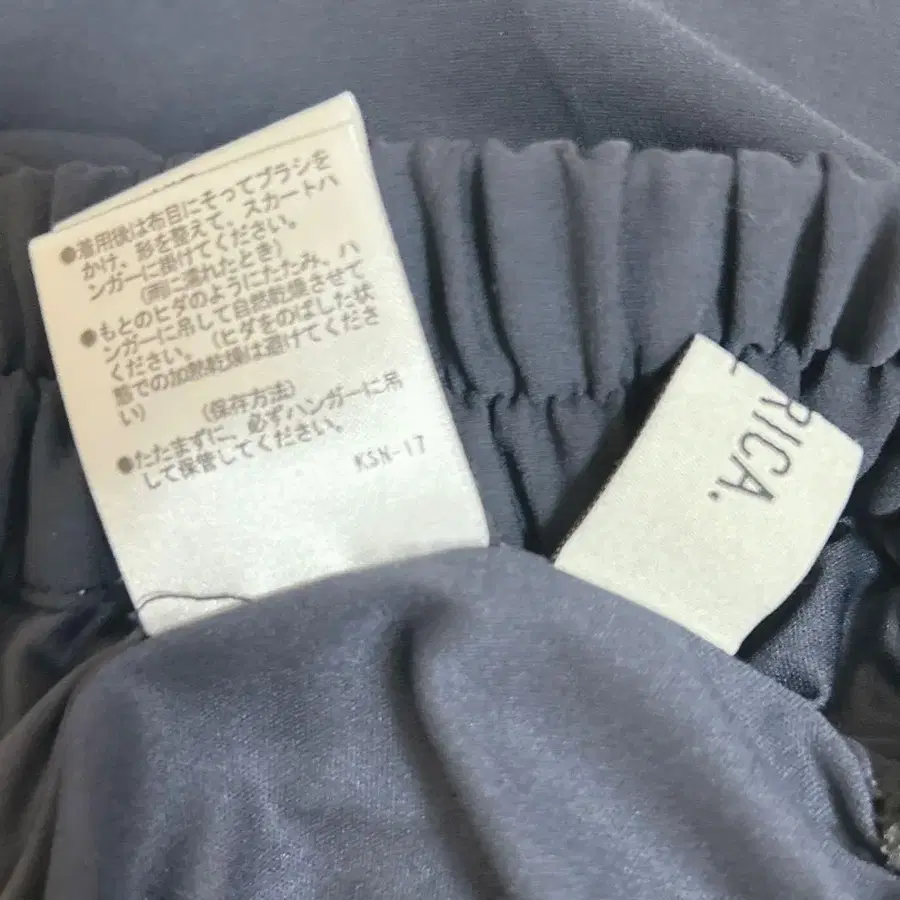 ●着用後は布目にそってブラシを
かけ、形を整えて、スカートハ
ンガーに掛けてください。
(雨に濡れたとき)
●もとのヒダのようにたたみ、ハ
ンガーに吊して自然乾燥させて
ください。(ヒダをのばした状
態での加熱乾燥は避けてくださ
い)
(保存方法)
●たたまずに、必ずハンガーに吊
して保管してください。
KSN-17
RICA.